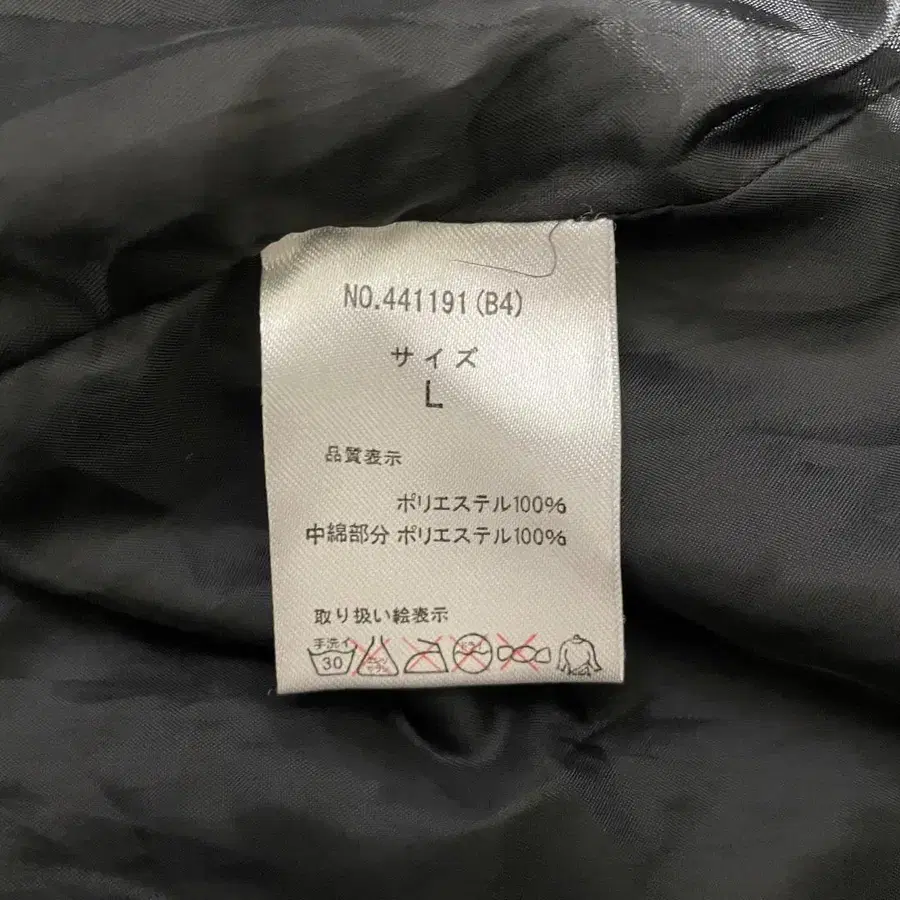 NO.441191(B4)
サイズ
L
品質表示
ポリエステル100%
中綿部分 ポリエステル100%
取り扱い絵表示
手洗イ
30